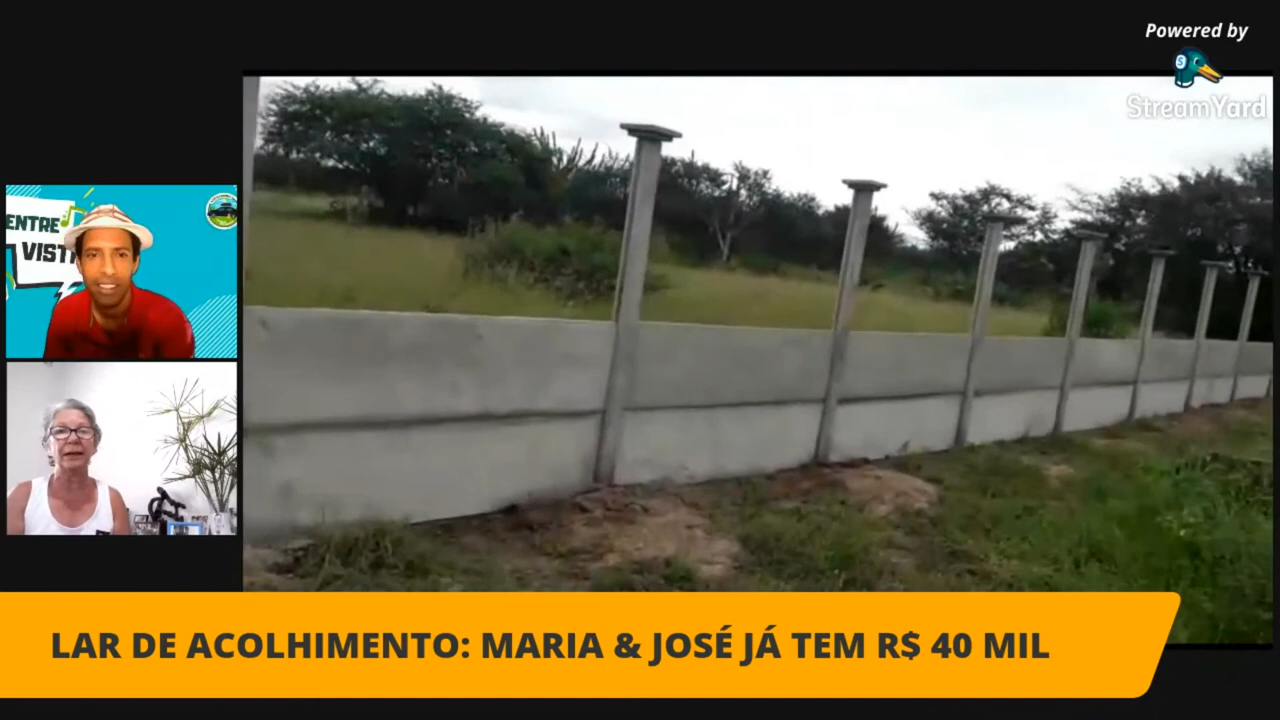 Powered by
StreamYard
ENTRE
VIST
LAR DE ACOLHIMENTO: MARIA & JOSÉ JÁ TEM R$ 40 MIL